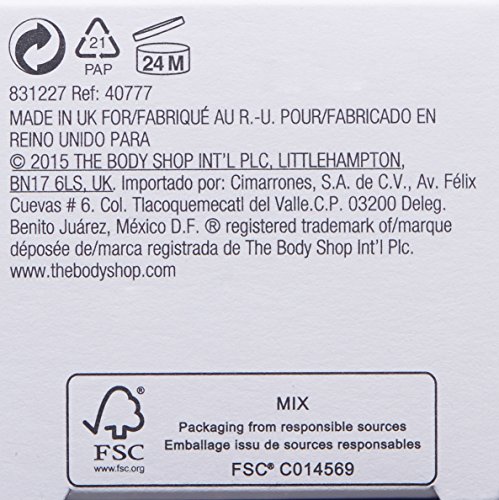 21
PAP
24 M
831227 Ref: 40777
MADE IN UK FOR/FABRIQUÉ AU R.-U. POUR/FABRICADO EN
REINO UNIDO PARA
© 2015 THE BODY SHOP INT'L PLC, LITTLEHAMPTON,
BN17 6LS, UK. Importado por: Cimarrones, S.A. de C.V., Av. Félix
Cuevas # 6. Col. Tlacoquemecatl del Valle.C.P. 03200 Deleg.
Benito Juárez, México D.F. ® registered trademark of/marque
déposée de/marca registrada de The Body Shop Int'l Plc.
www.thebodyshop.com
FSC
www.fsc.org
MIX
Packaging from responsible sources
Emballage issu de sources responsables
FSC® C014569